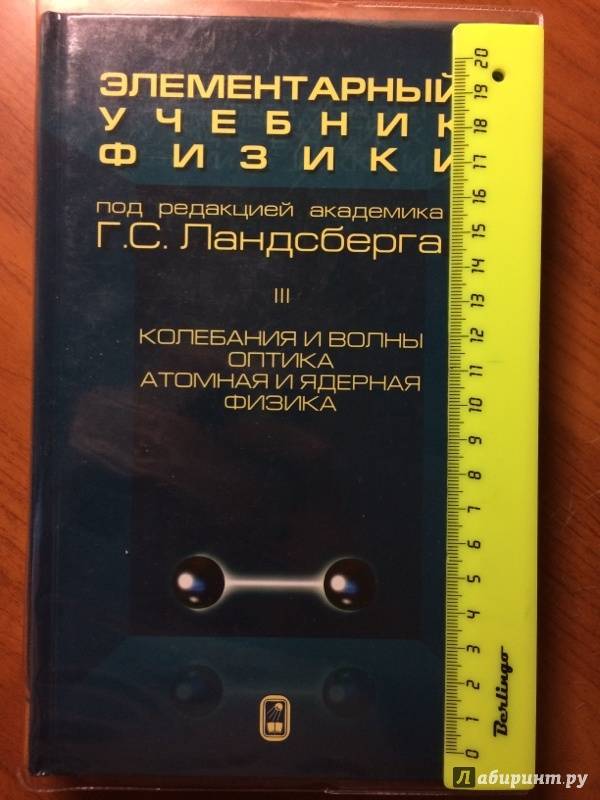 ЭЛЕМЕНТАРНЫЙ
УЧЕБНИК
ФИЗИКИ
под редакцией академика
Г.С. Ландсберга
III
КОЛЕБАНИЯ И ВОЛНЫ
ОПТИКА
АТОМНАЯ И ЯДЕРНАЯ
ФИЗИКА
0 1 2 3 4 5 6 7 8 9 10 11 12 13 14 15 16 17 18 19 20
Berlingo
Лабиринт.ру